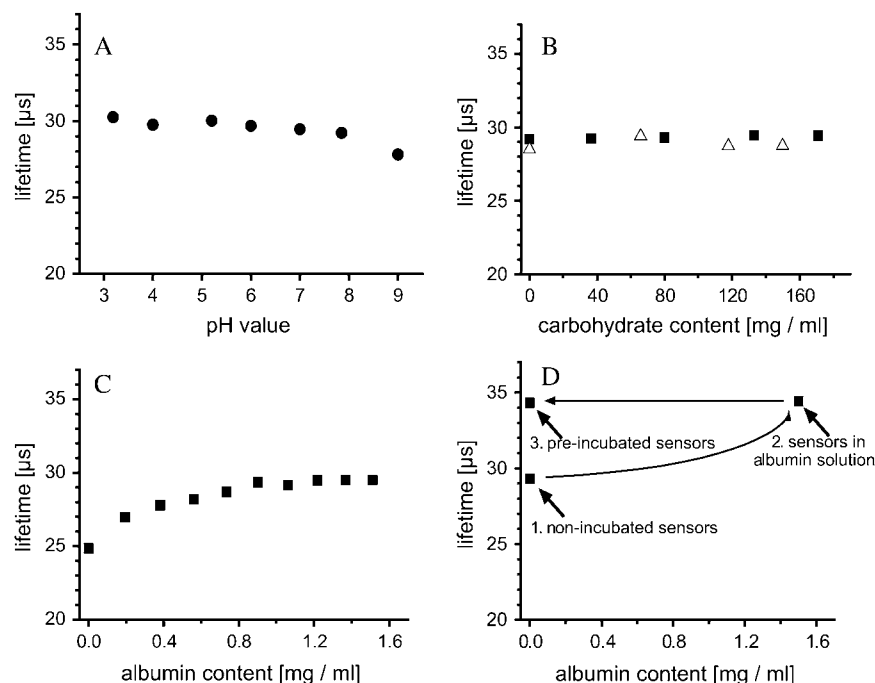 A
lifetime [µs]
35
30
25
20
3 4 5 6 7 8 9
pH value
B
lifetime [µs]
35
30
25
20
0 40 80 120 160
carbohydrate content [mg / ml]
C
lifetime [µs]
35
30
25
20
0.0 0.4 0.8 1.2 1.6
albumin content [mg / ml]
D
lifetime [µs]
35
30
25
20
3. pre-incubated sensors
2. sensors in
albumin solution
1. non-incubated sensors
0.0 0.4 0.8 1.2 1.6
albumin content [mg / ml]